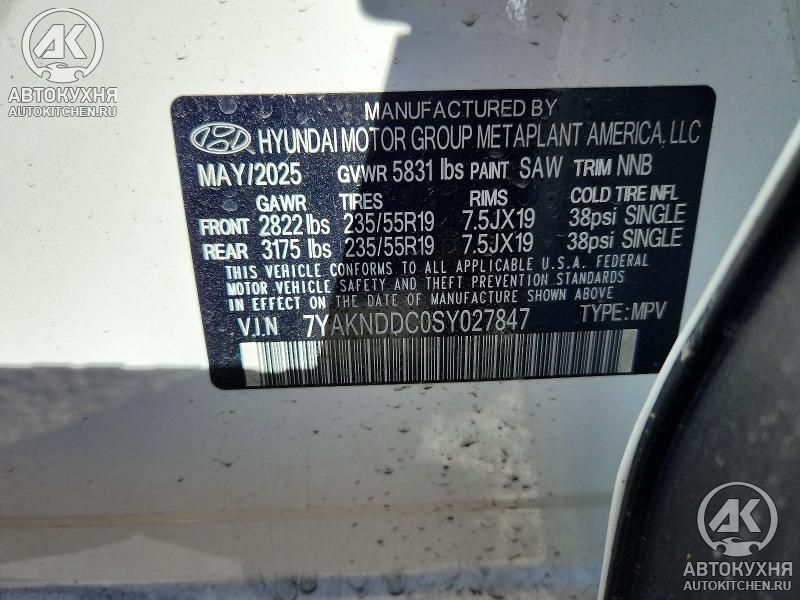 AK
АВТОКУХНЯ
AUTOKITCHEN.RU
MANUFACTURED BY
HYUNDAI MOTOR GROUP METAPLANT AMERICA, LLC
MAY/2025 GVWR 5831 lbs PAINT SAW TRIM NNB
GAWR TIRES RIMS COLD TIRE INFL
FRONT 2822 lbs 235/55R19 7.5JX19 38psi SINGLE
REAR 3175 lbs 235/55R19 7.5JX19 38psi SINGLE
THIS VEHICLE CONFORMS TO ALL APPLICABLE U.S.A. FEDERAL
MOTOR VEHICLE SAFETY AND THEFT PREVENTION STANDARDS
IN EFFECT ON THE DATE OF MANUFACTURE SHOWN ABOVE.
V.I.N 7YAKNDDC0SY027847 TYPE: MPV
AK
АВТОКУХНЯ
AUTOKITCHEN.RU